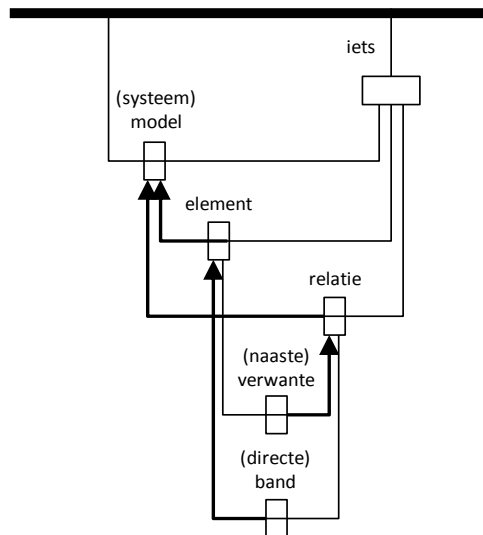 iets
(systeem)
model
element
relatie
(naaste)
verwante
(directe)
band